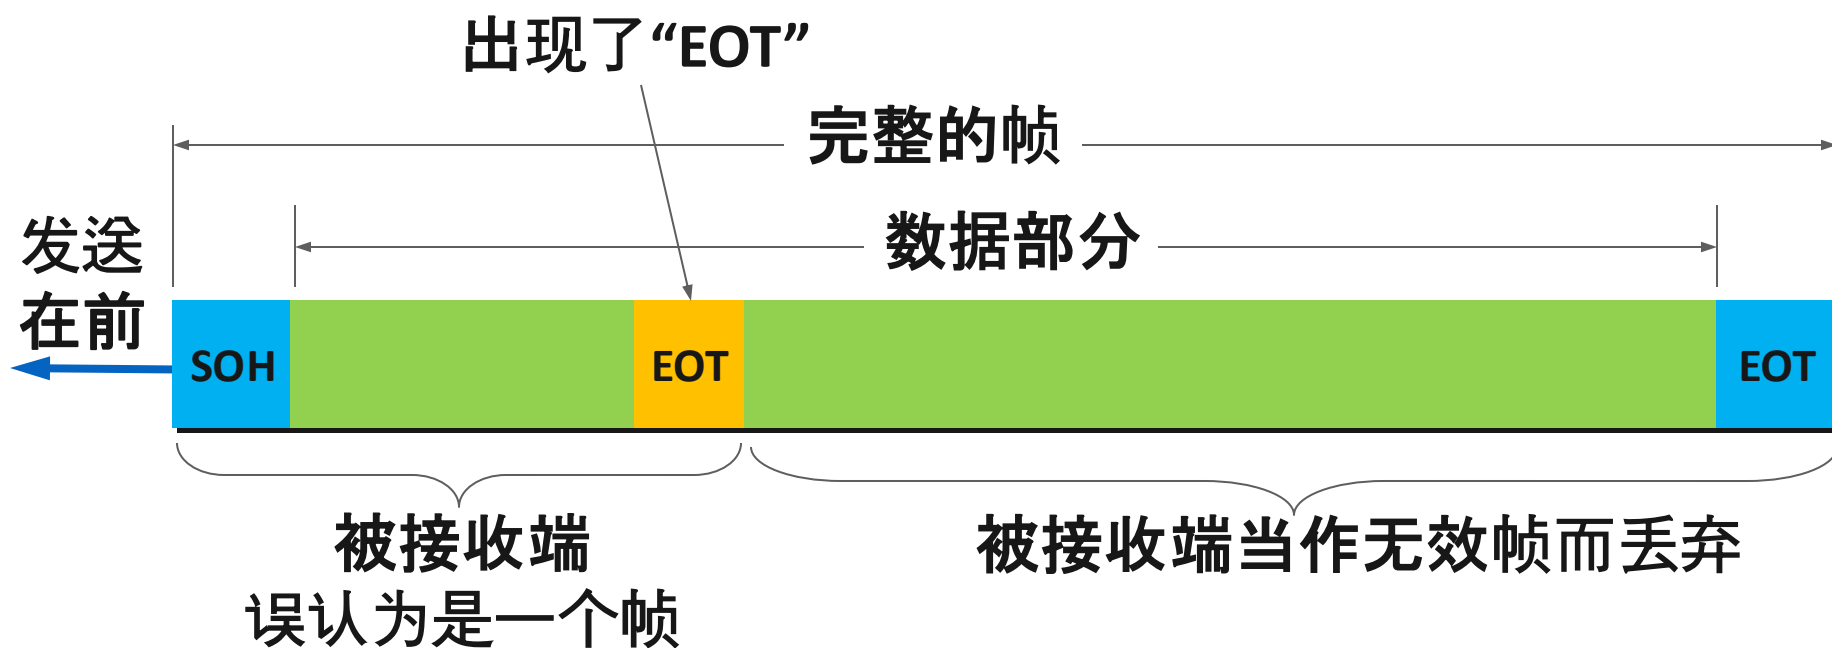 出现了“EOT”
完整的帧
数据部分
发送
在前
SOH
EOT
EOT
被接收端
误认为是一个帧
被接收端当作无效帧而丢弃